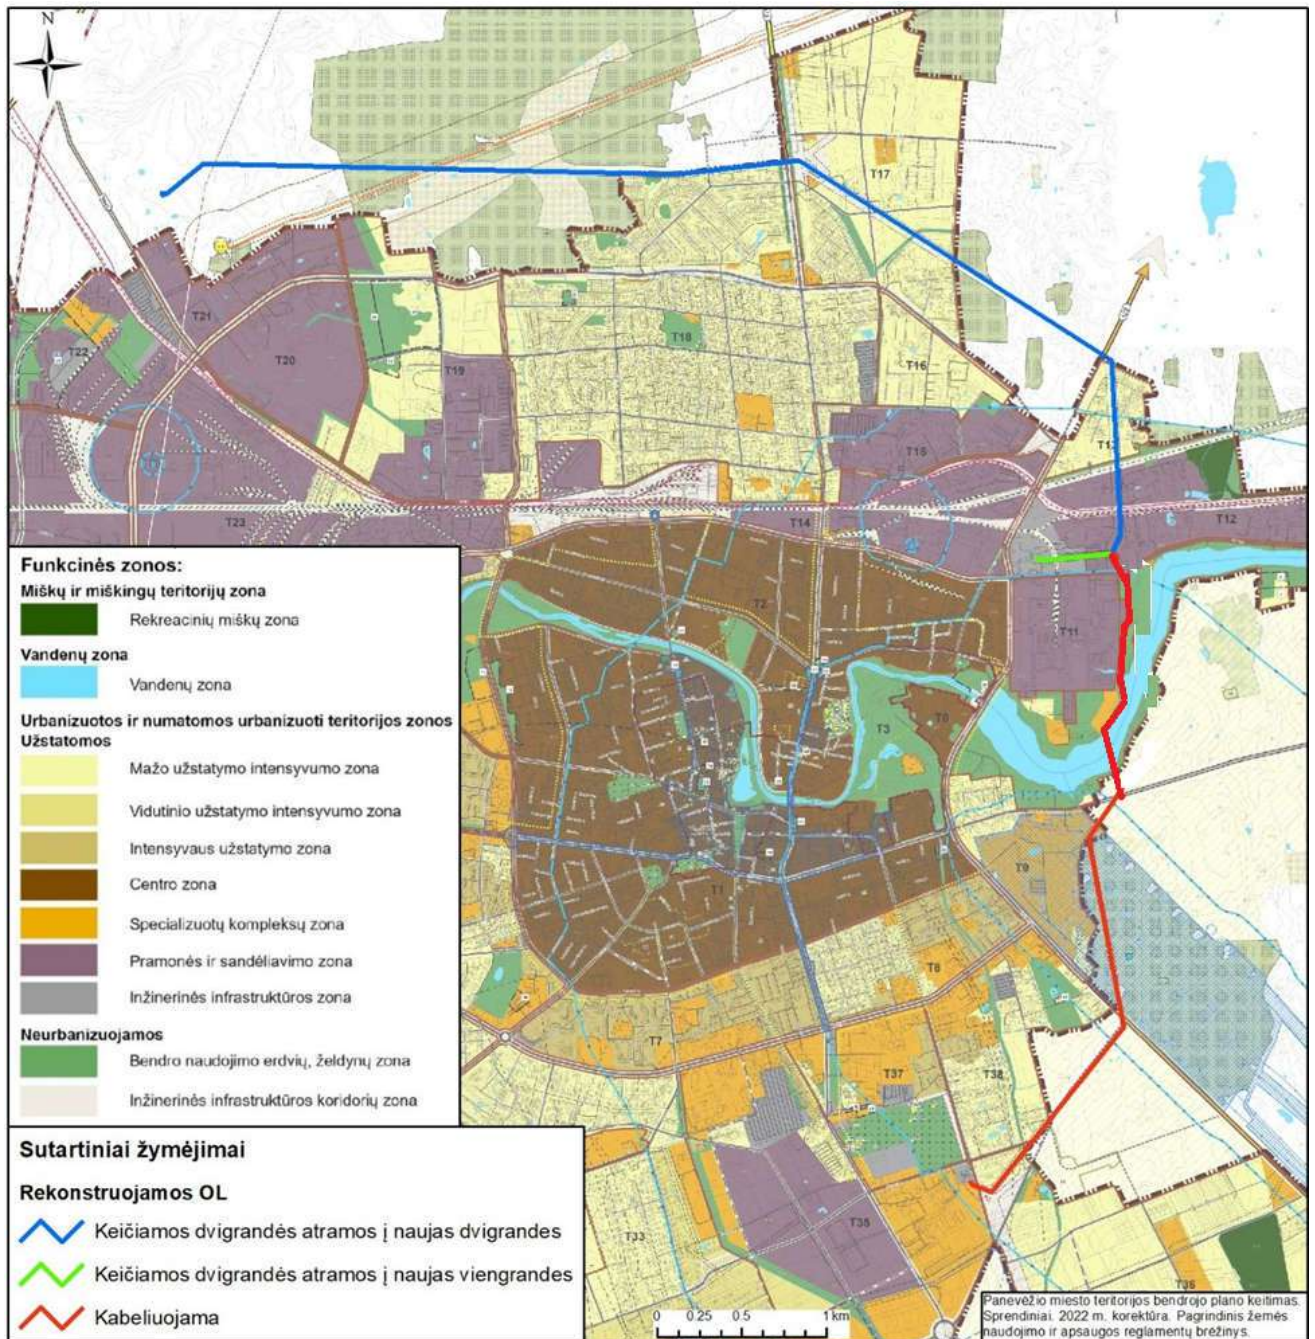 N
T17
T21
T22
T20
T19
T18
T16
T15
T14
T12
T23
T2
T11
T3
T1
T9
T8
T7
T37
T38
T35
T33
T36
Funkcinės zonos:
Miškų ir miškingų teritorijų zona
Rekreacinių miškų zona
Vandenų zona
Vandenų zona
Urbanizuotos ir numatomos urbanizuoti teritorijos zonos
Užstatomos
Mažo užstatymo intensyvumo zona
Vidutinio užstatymo intensyvumo zona
Intensyvaus užstatymo zona
Centro zona
Specializuotų kompleksų zona
Pramonės ir sandėliavimo zona
Inžinerinės infrastruktūros zona
Neurbanizuojamos
Bendro naudojimo erdvių, želdynų zona
Inžinerinės infrastruktūros koridorių zona
Sutartiniai žymėjimai
Rekonstruojamos OL
Keičiamos dvigrandės atramos į naujas dvigrandes
Keičiamos dvigrandės atramos į naujas viengrandes
Kabeliuojama
0 0.25 0.5 1 km
Panevėžio miesto teritorijos bendrojo plano keitimas.
Sprendiniai. 2022 m. korektūra. Pagrindinis žemės
naudojimo ir apsaugos reglamentų brėžinys.